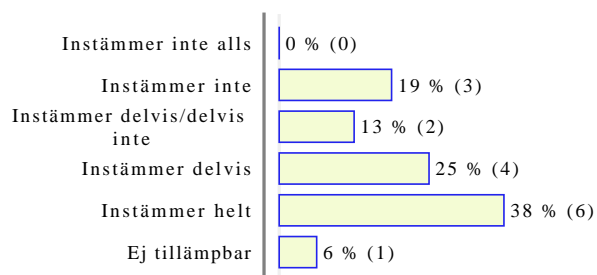 Instämmer inte alls 0 % (0)
Instämmer inte 19 % (3)
Instämmer delvis/delvis
inte 13 % (2)
Instämmer delvis 25 % (4)
Instämmer helt 38 % (6)
Ej tillämpbar 6 % (1)